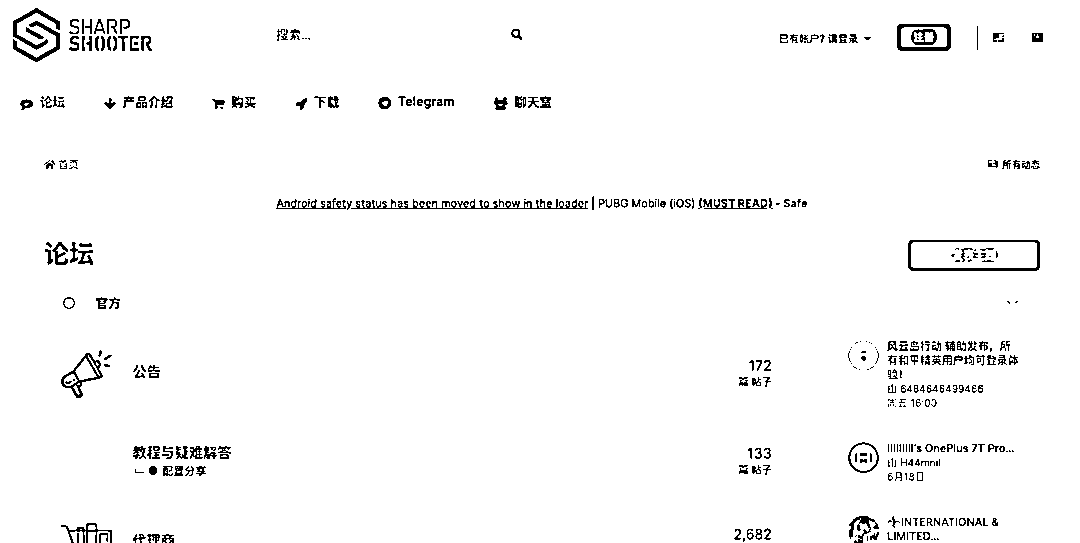 SHARP
SHOOTER
搜索...
已有帐户? 请登录
注册
论坛
产品介绍
购买
下载
Telegram
聊天室
首页
所有动态
Android safety status has been moved to show in the loader | PUBG Mobile (iOS) (MUST READ) - Safe
论坛
官方
公告
172
篇帖子
风云岛行动 辅助发布，所
有和平精英用户均可登录体
验!
由 6484646499466
周五 16:00
教程与疑难解答
配置分享
133
篇帖子
llllllllll's OnePlus 7T Pro...
由 H44mnil
6月18日
代理商
2,682
INTERNATIONAL &
LIMITED...